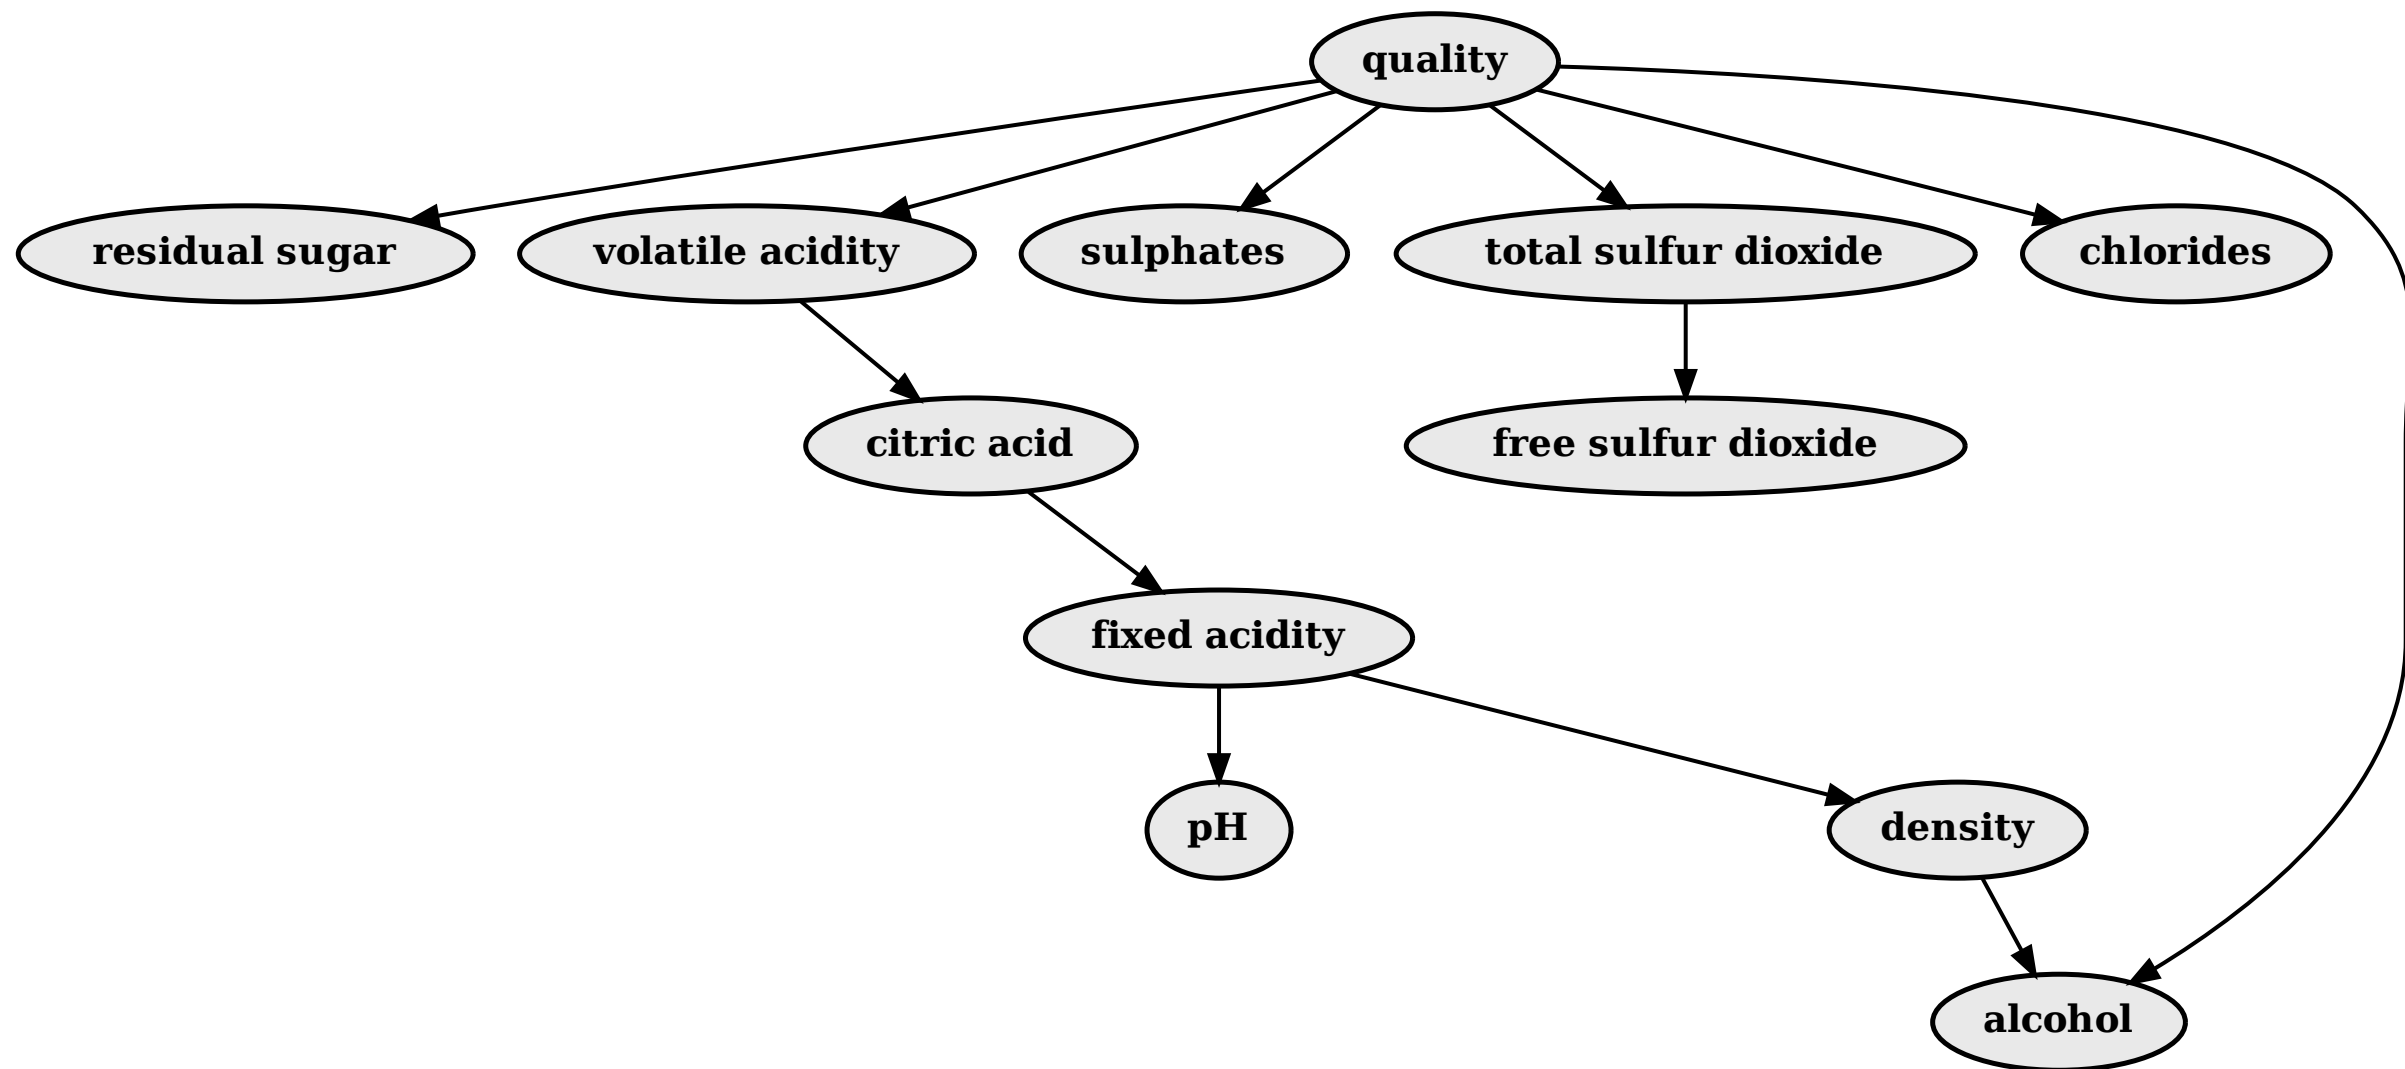 quality
residual sugar
volatile acidity
sulphates
total sulfur dioxide
chlorides
citric acid
free sulfur dioxide
fixed acidity
pH
density
alcohol